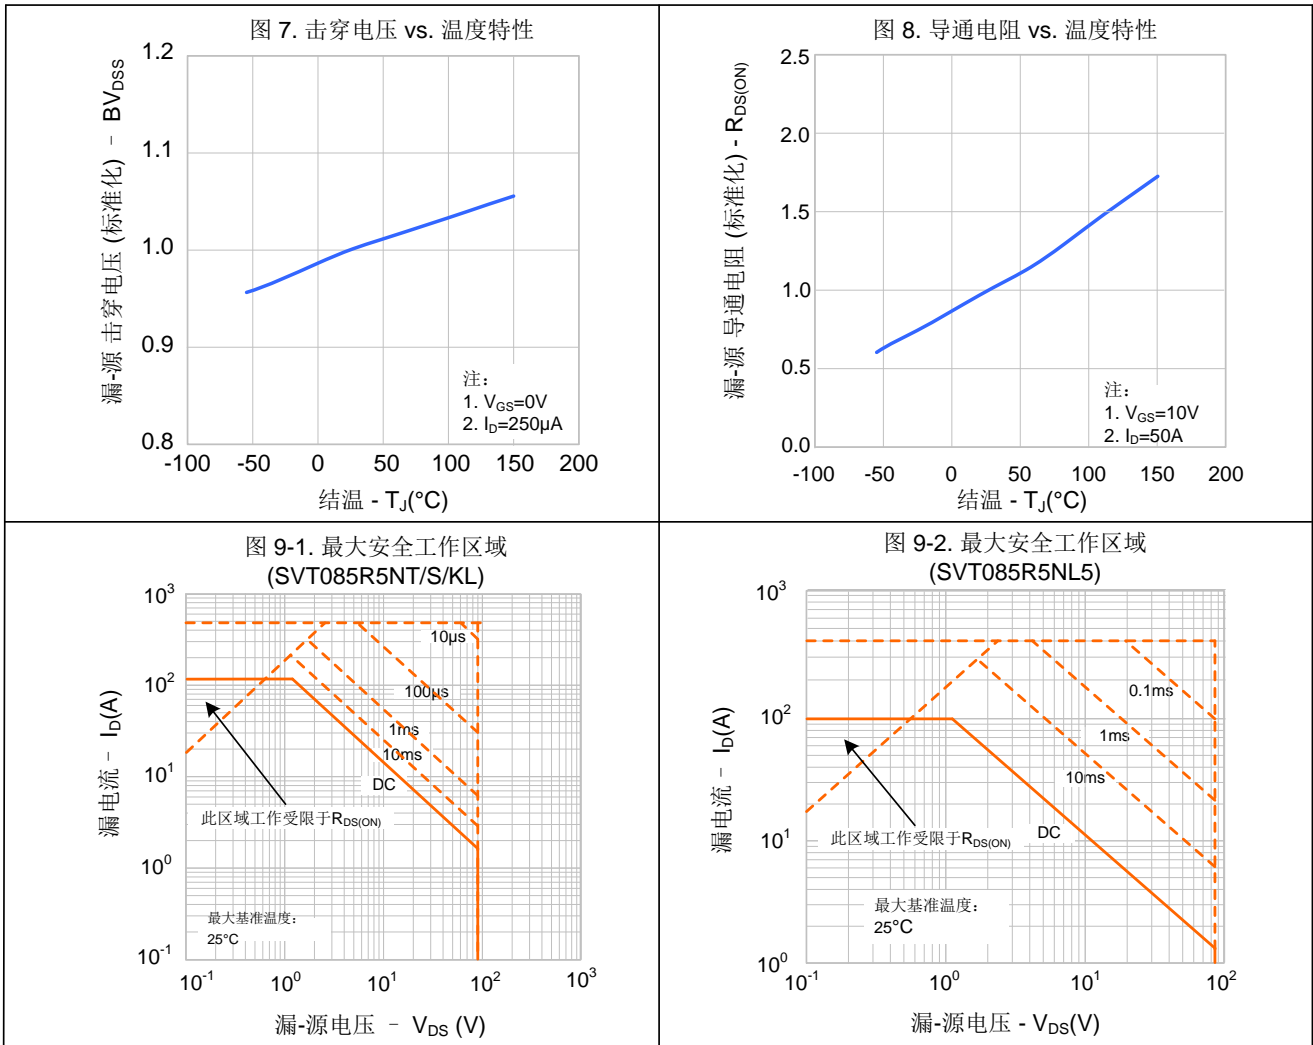 图 7. 击穿电压 vs. 温度特性
漏-源 击穿电压 (标准化) – BVDSS
1.2
1.1
1.0
0.9
0.8
-100 -50 0 50 100 150 200
注：
1. VGS=0V
2. ID=250µA
结温 - TJ(°C)
图 8. 导通电阻 vs. 温度特性
漏-源 导通电阻 (标准化) - RDS(ON)
2.5
2.0
1.5
1.0
0.5
0.0
-100 -50 0 50 100 150 200
注：
1. VGS=10V
2. ID=50A
结温 - TJ(°C)
图 9-1. 最大安全工作区域
(SVT085R5NT/S/KL)
漏电流 – ID(A)
10³
10²
10¹
10⁰
10⁻¹
10µs
100µs
1ms
10ms
DC
此区域工作受限于RDS(ON)
最大基准温度：
25°C
10⁻¹ 10⁰ 10¹ 10² 10³
漏-源电压 – VDS (V)
图 9-2. 最大安全工作区域
(SVT085R5NL5)
漏电流 – ID(A)
10³
10²
10¹
10⁰
0.1ms
1ms
10ms
DC
此区域工作受限于RDS(ON)
最大基准温度：
25°C
10⁻¹ 10⁰ 10¹ 10²
漏-源电压 - VDS(V)